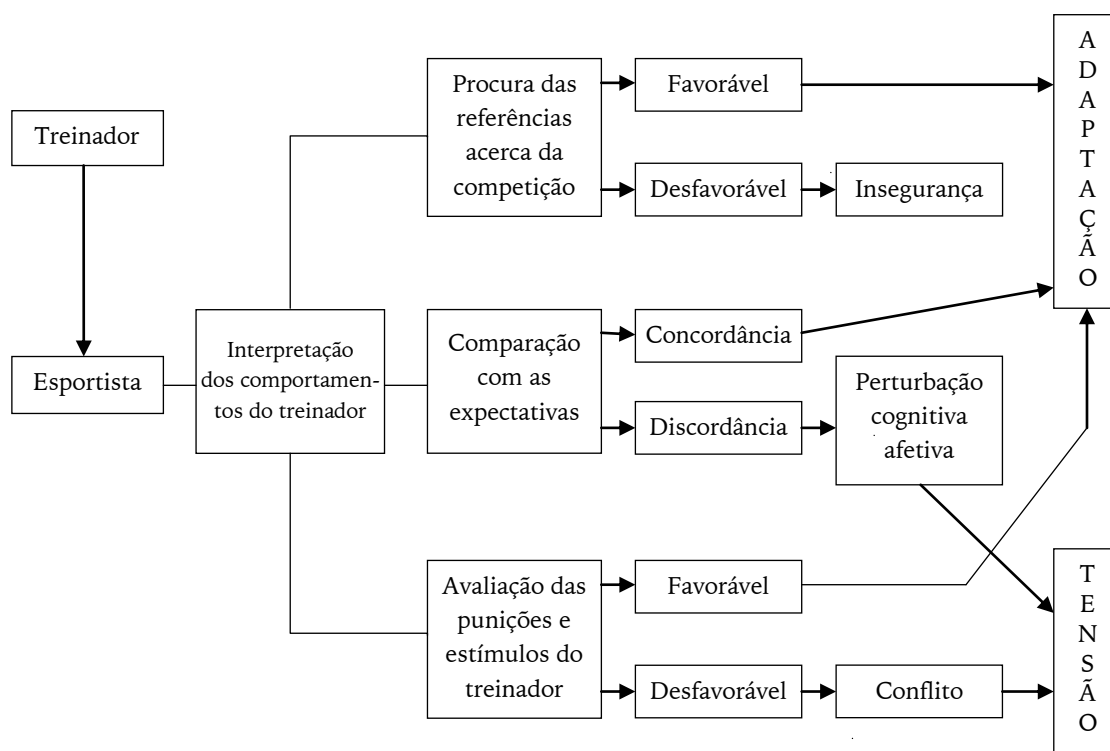 Treinador
Esportista
Interpretação
dos comportamen-
tos do treinador
Procura das
referências
acerca da
competição
Favorável
Desfavorável
Insegurança
Comparação
com as
expectativas
Concordância
Discordância
Perturbação
cognitiva
afetiva
Avaliação das
punições e
estímulos do
treinador
Favorável
Desfavorável
Conflito
A
D
A
P
T
A
Ç
Ã
O
T
E
N
S
Ã
O